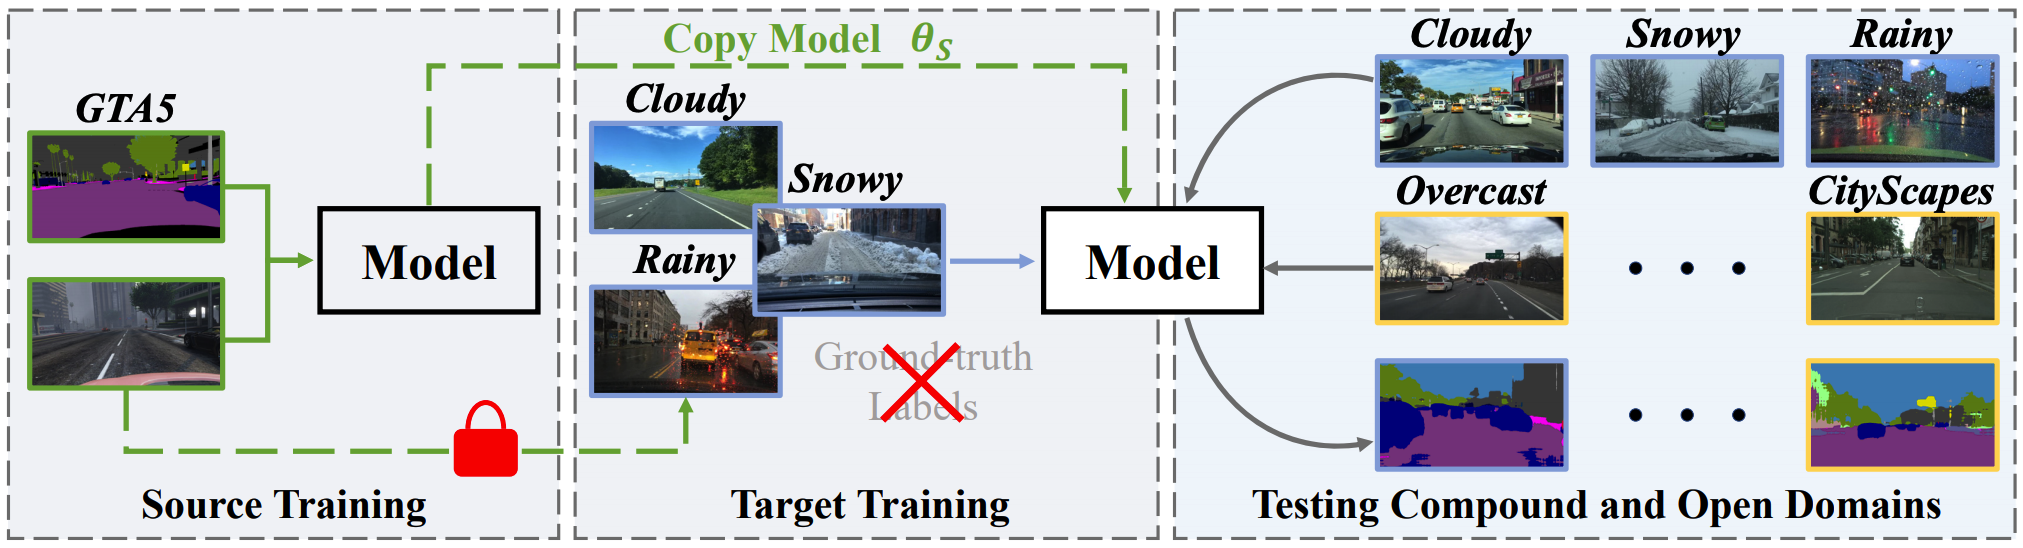 GTA5
Model
Source Training
Copy Model θS
Cloudy
Snowy
Rainy
Ground-truth
Labels
Model
Target Training
Cloudy
Snowy
Rainy
Overcast
CityScapes
Testing Compound and Open Domains